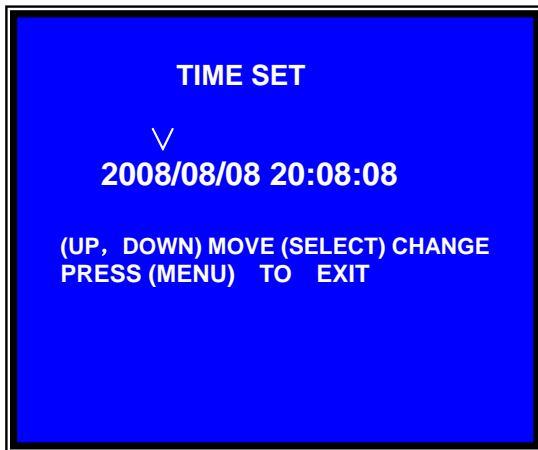 TIME SET
2008/08/08 20:08:08
(UP，DOWN) MOVE (SELECT) CHANGE
PRESS (MENU) TO EXIT